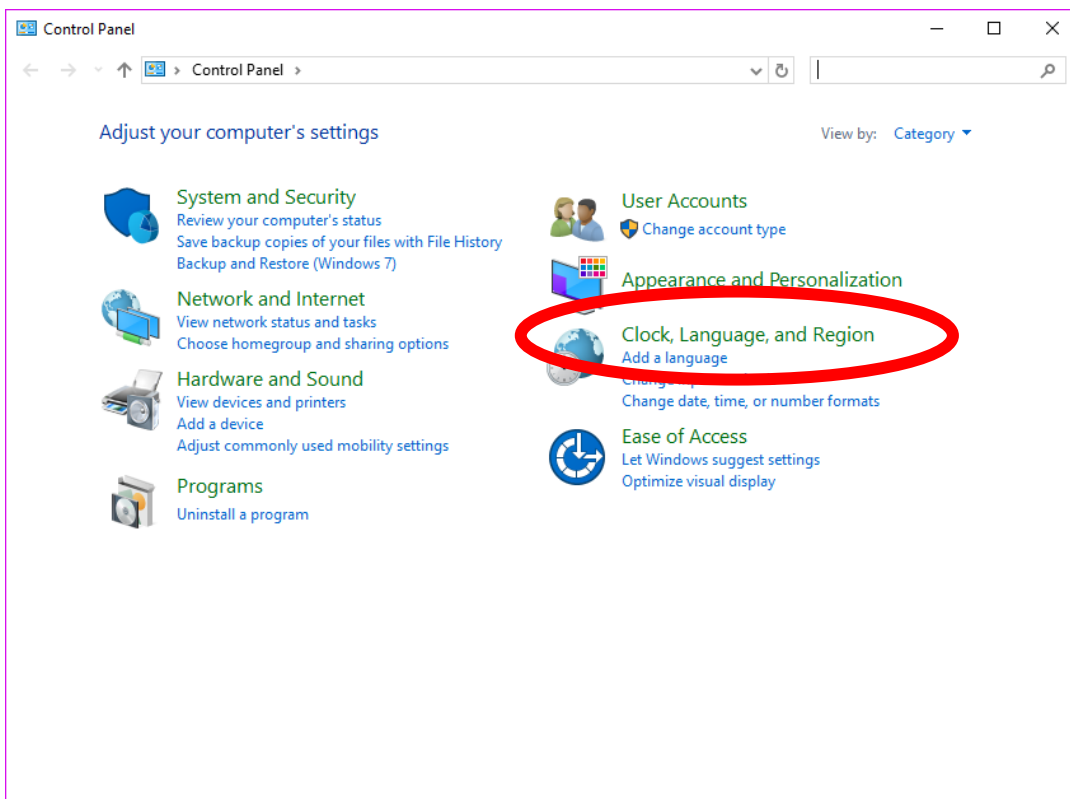 Control Panel
Control Panel
Adjust your computer's settings
View by: Category
System and Security
Review your computer's status
Save backup copies of your files with File History
Backup and Restore (Windows 7)
Network and Internet
View network status and tasks
Choose homegroup and sharing options
Hardware and Sound
View devices and printers
Add a device
Adjust commonly used mobility settings
Programs
Uninstall a program
User Accounts
Change account type
Appearance and Personalization
Clock, Language, and Region
Add a language
Change date, time, or number formats
Ease of Access
Let Windows suggest settings
Optimize visual display